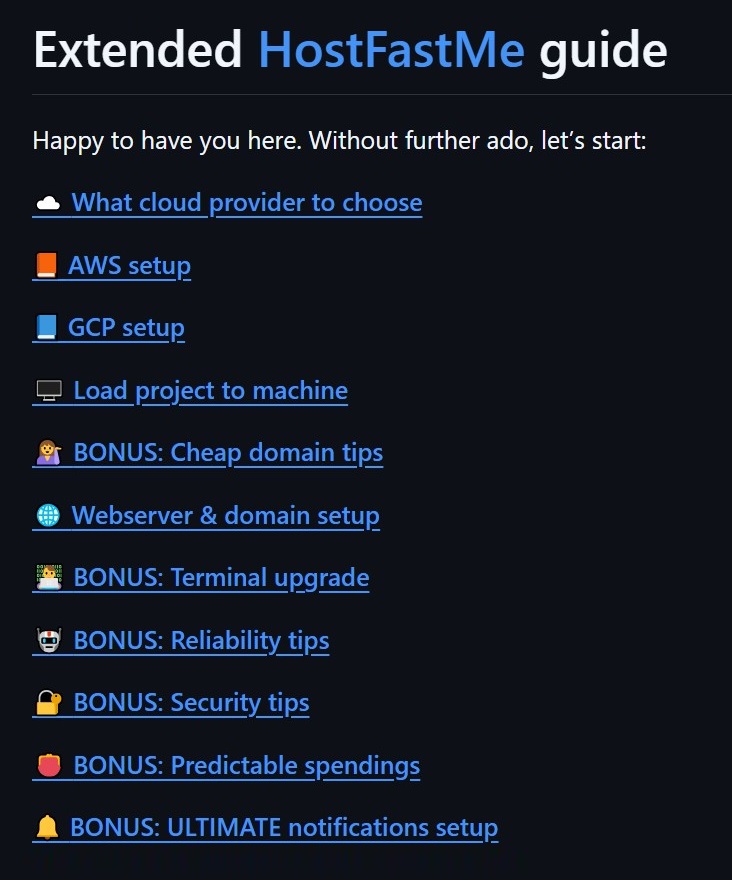 Extended HostFastMe guide
Happy to have you here. Without further ado, let’s start:
What cloud provider to choose
AWS setup
GCP setup
Load project to machine
BONUS: Cheap domain tips
Webserver & domain setup
BONUS: Terminal upgrade
BONUS: Reliability tips
BONUS: Security tips
BONUS: Predictable spendings
BONUS: ULTIMATE notifications setup